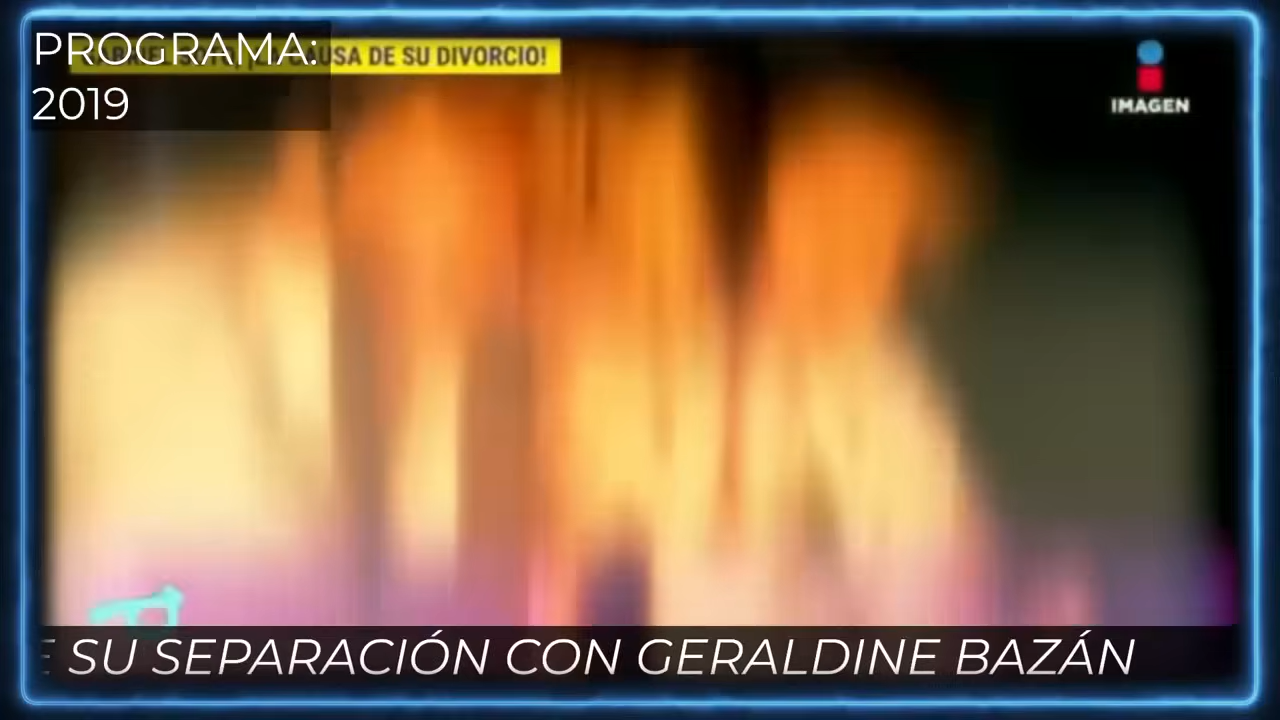 PROGRAMA:
2019
USA DE SU DIVORCIO!
IMAGEN
SU SEPARACIÓN CON GERALDINE BAZÁN